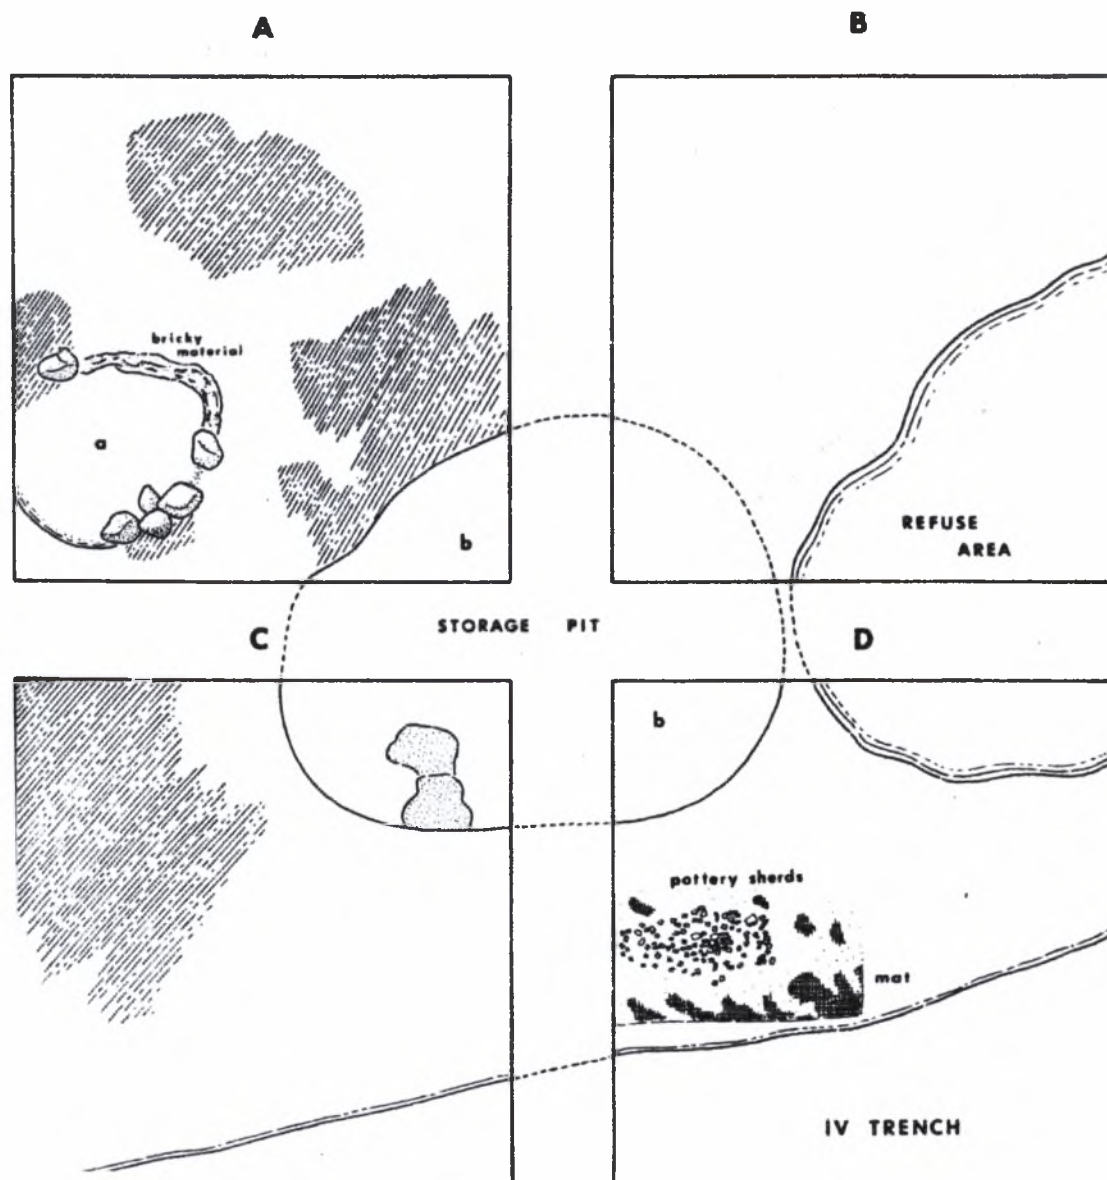 A
B
bricky
material
a
REFUSE
AREA
b
STORAGE PIT
C
D
b
pottery sherds
mat
IV TRENCH